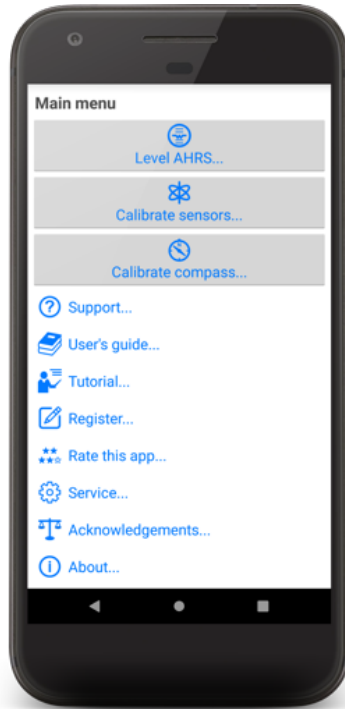 Main menu
Level AHRS...
Calibrate sensors...
Calibrate compass...
Support...
User's guide...
Tutorial...
Register...
Rate this app...
Service...
Acknowledgements...
About...